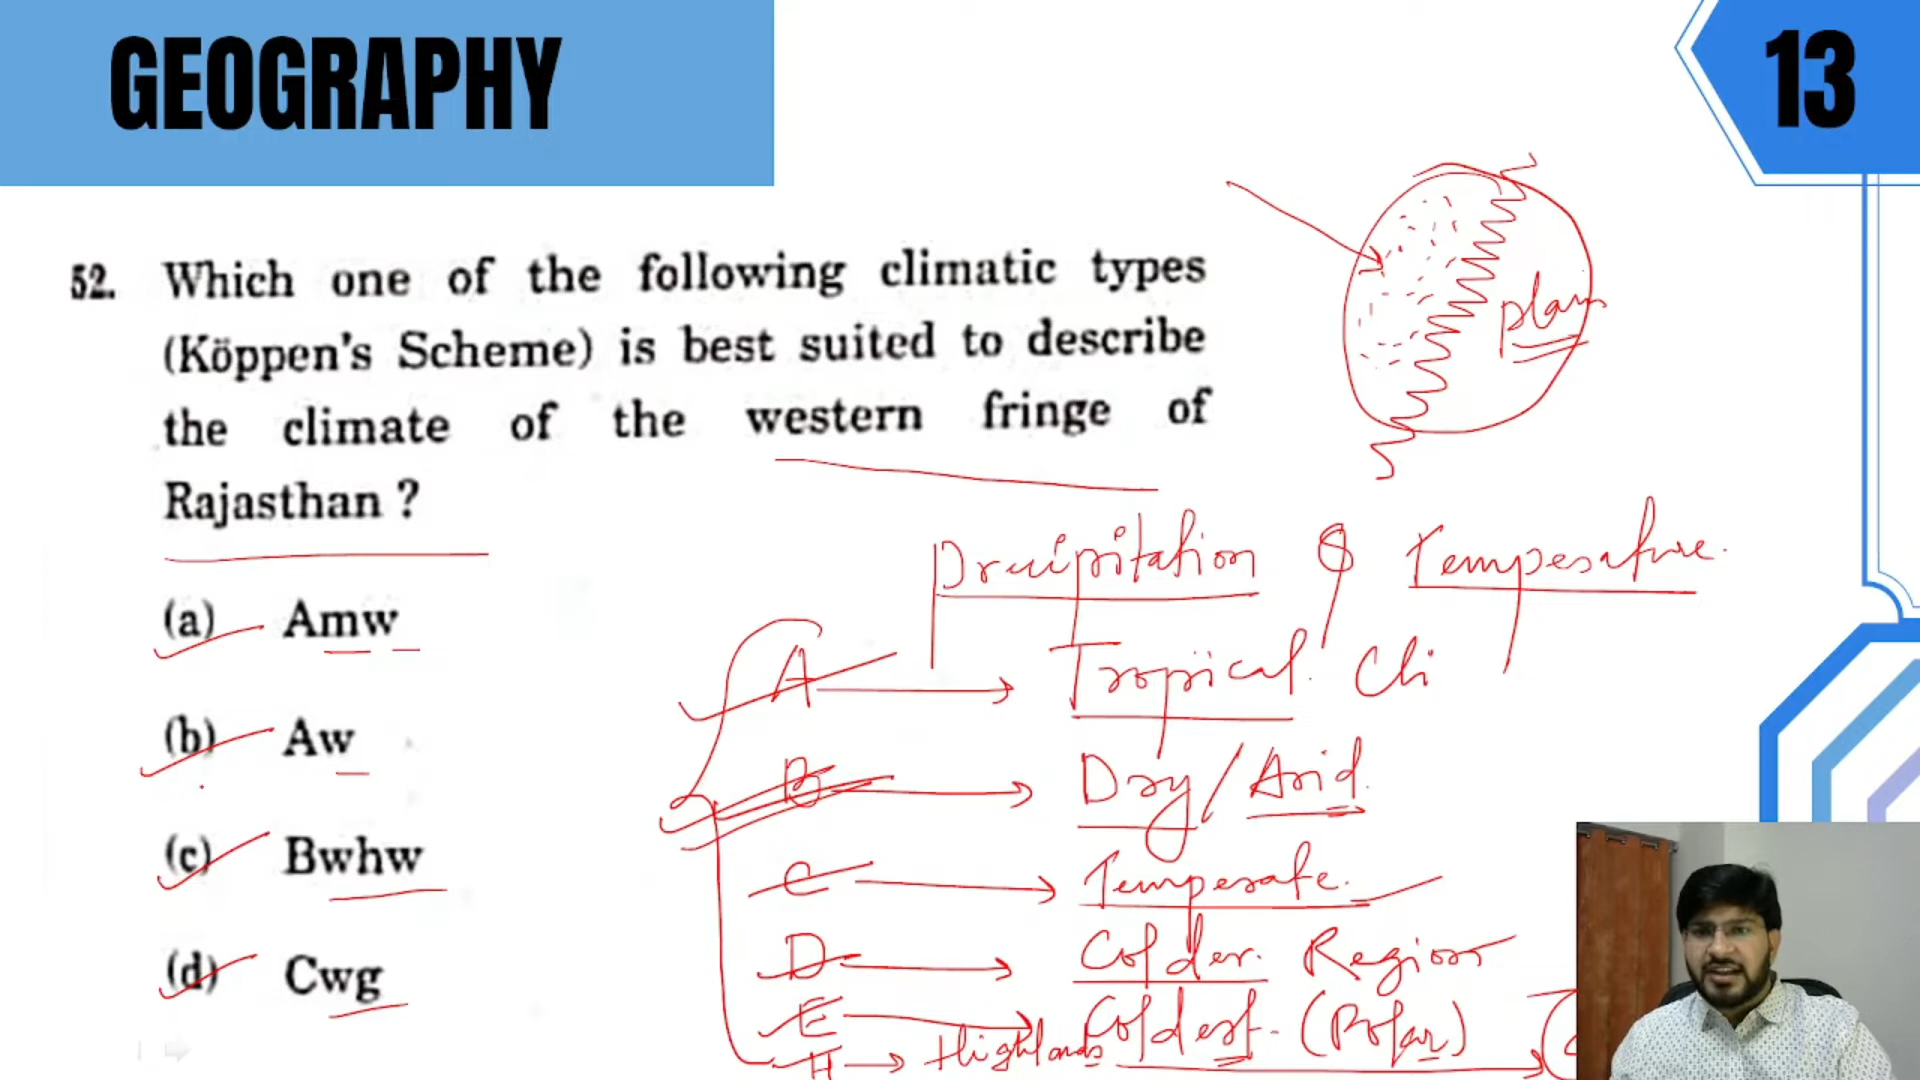 GEOGRAPHY
13
52. Which one of the following climatic types
(Köppen's Scheme) is best suited to describe
the climate of the western fringe of
Rajasthan ?
(a) Amw
(b) Aw
(c) Bwhw
(d) Cwg
plam
Precipitation & Temperature.
A → Tropical. Cli
B → Dry / Arid.
C → Temperate.
D → Colder. Region
E → Coldest. (Polar)
H → Highlands